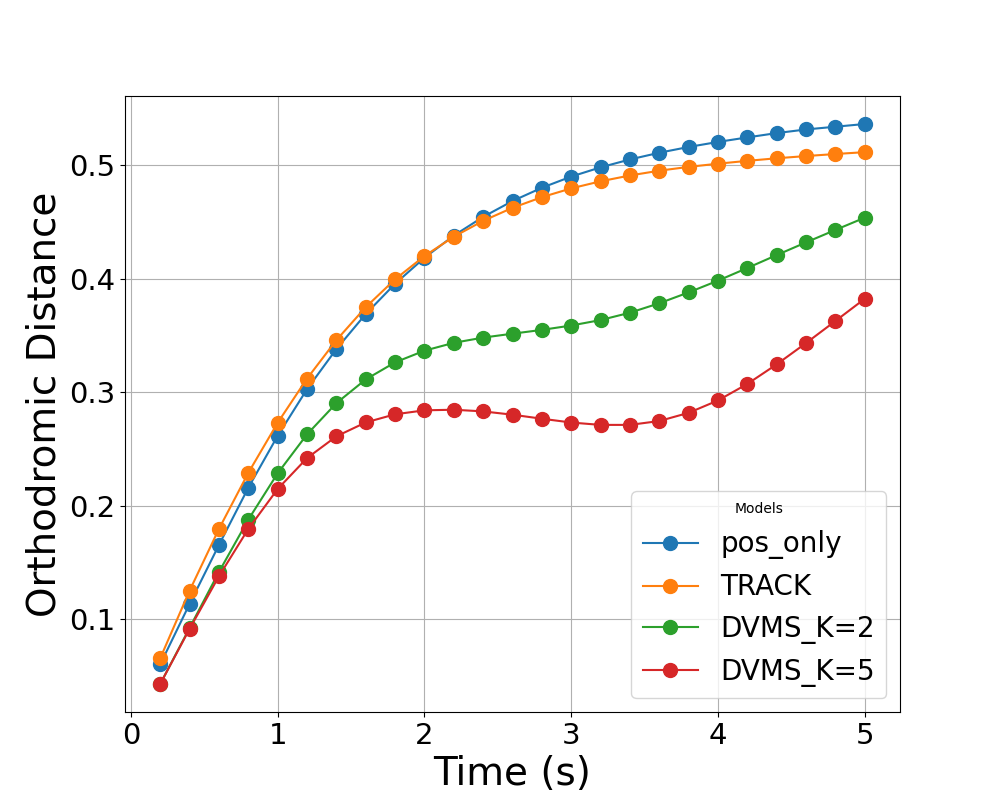 Orthodromic Distance
0.5
0.4
0.3
0.2
0.1
Models
pos_only
TRACK
DVMS_K=2
DVMS_K=5
0 1 2 3 4 5
Time (s)